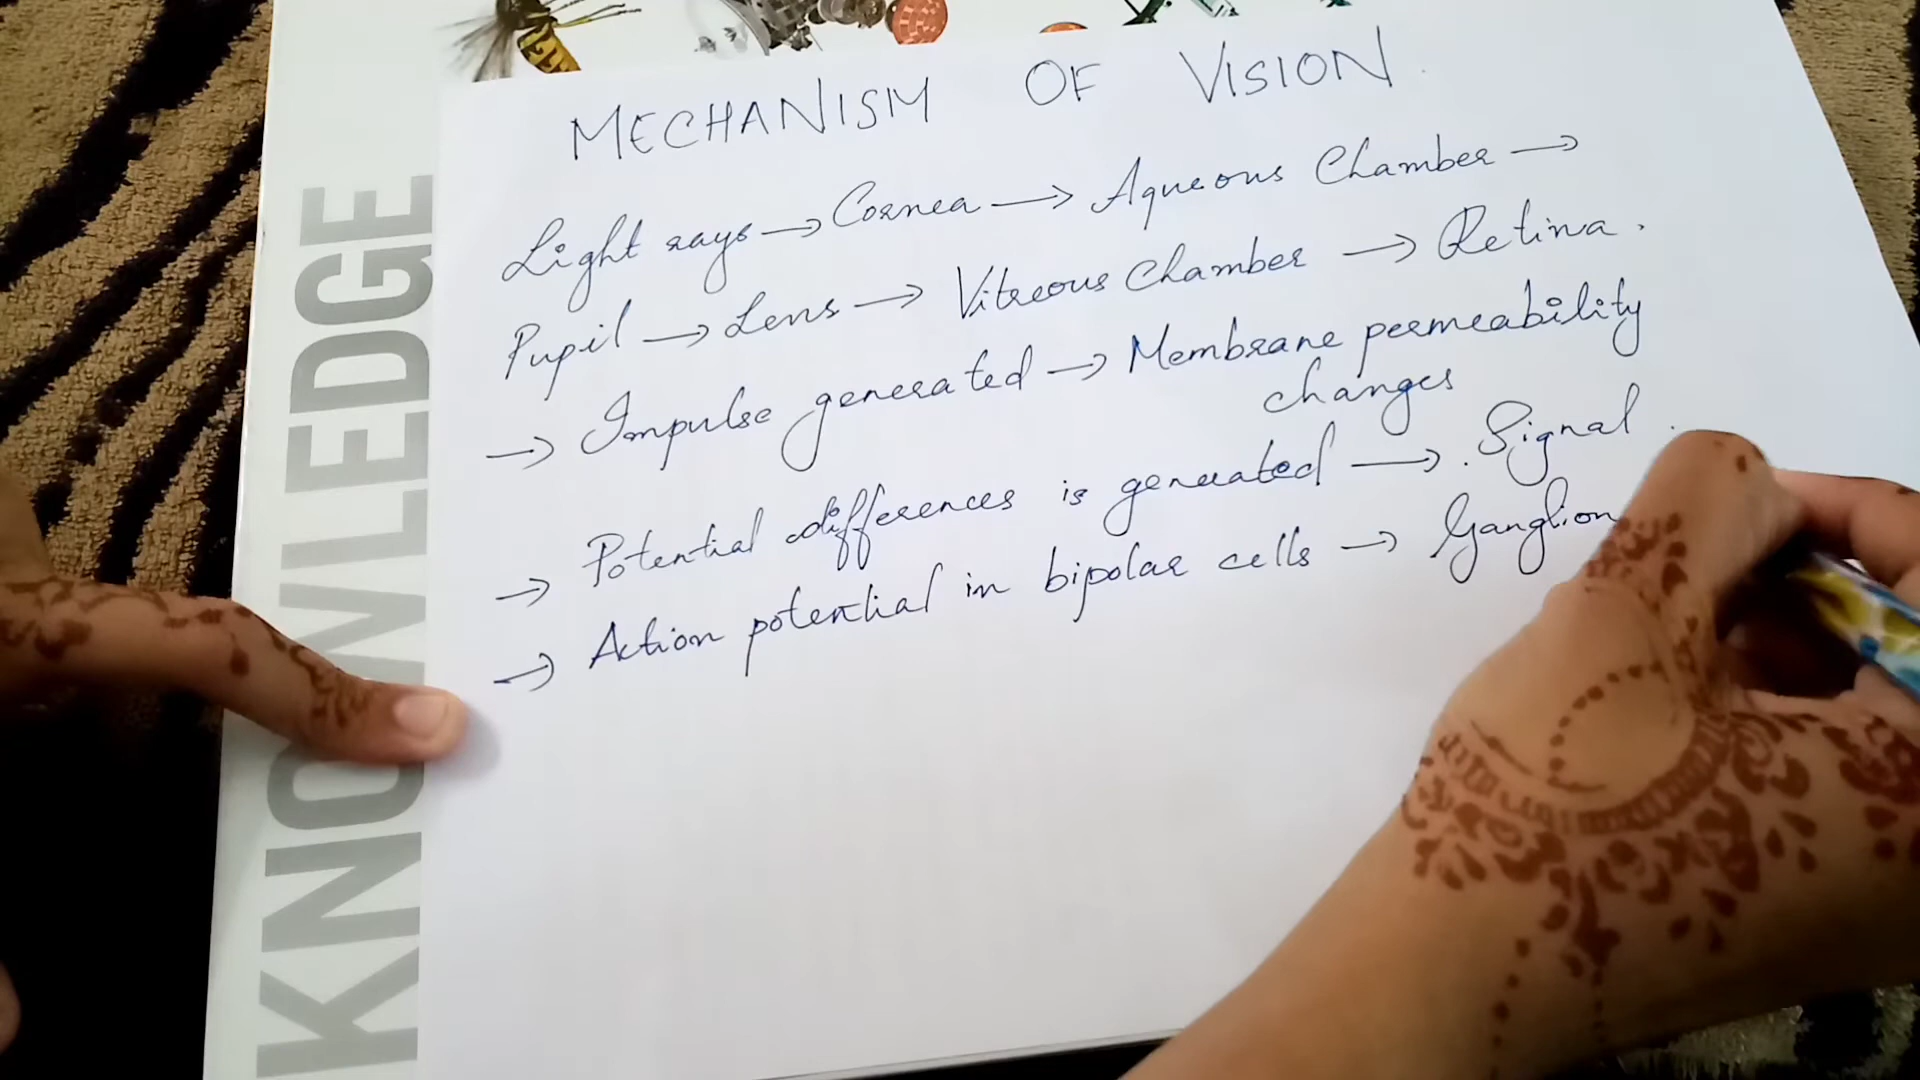 KNOWLEDGE
MECHANISM OF VISION
Light rays → Cornea → Aqueous Chamber →
Pupil → Lens → Vitreous Chamber → Retina.
→ Impulse generated → Membrane permeability
changes
→ Potential differences is generated → Signal
→ Action potential in bipolar cells → Ganglion